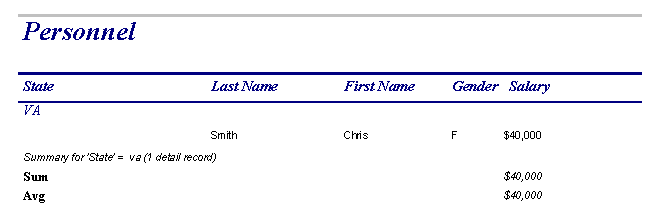 Personnel
State Last Name First Name Gender Salary
VA
Smith Chris F $40,000
Summary for 'State' = va (1 detail record)
Sum $40,000
Avg $40,000